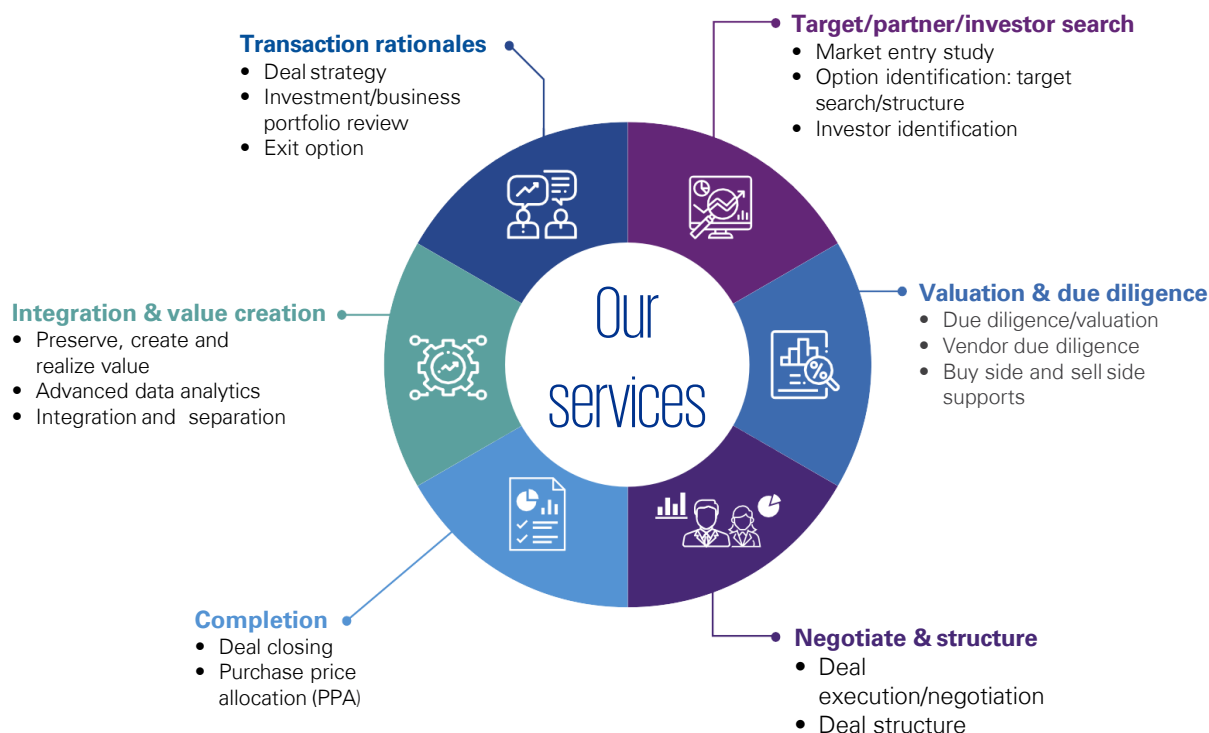 Transaction rationales
• Deal strategy
• Investment/business
portfolio review
• Exit option
Target/partner/investor search
• Market entry study
• Option identification: target
search/structure
• Investor identification
Integration & value creation
• Preserve, create and
realize value
• Advanced data analytics
• Integration and separation
Our
services
Valuation & due diligence
• Due diligence/valuation
• Vendor due diligence
• Buy side and sell side
supports
Completion
• Deal closing
• Purchase price
allocation (PPA)
Negotiate & structure
• Deal
execution/negotiation
• Deal structure